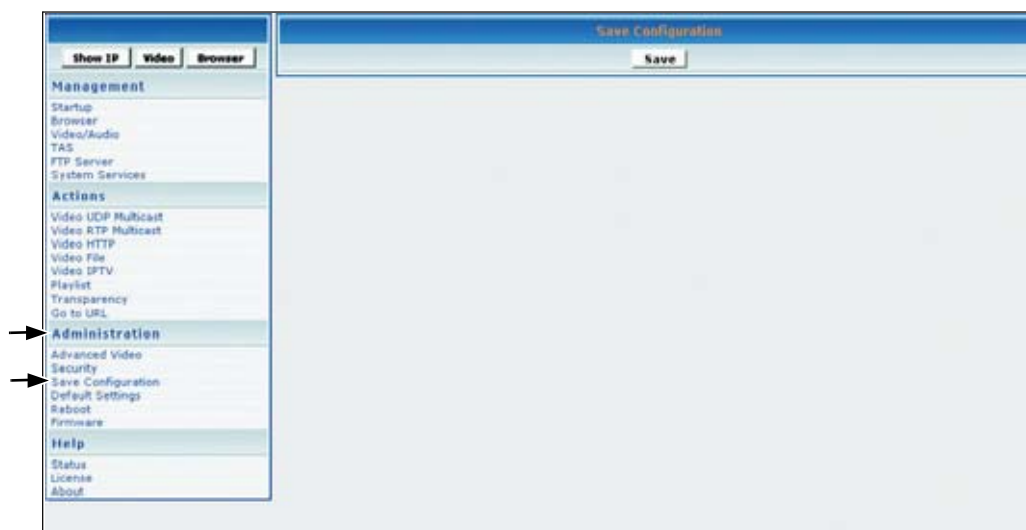 Save Configuration
Show IP Video Browser
Save
Management
Startup
Browser
Video/Audio
TAS
FTP Server
System Services
Actions
Video UDP Multicast
Video RTP Multicast
Video HTTP
Video File
Video IPTV
Playlist
Transparency
Go to URL
Administration
Advanced Video
Security
Save Configuration
Default Settings
Reboot
Firmware
Help
Status
License
About